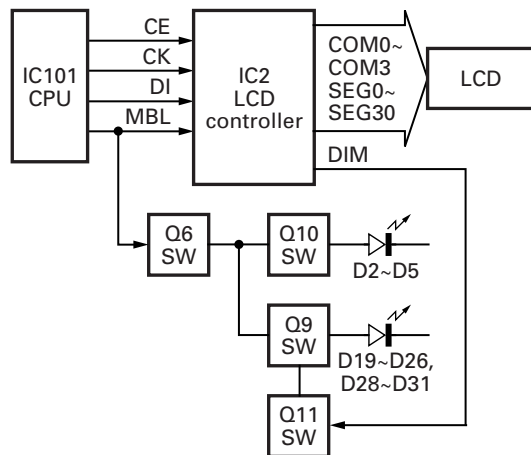 IC101
CPU
CE
CK
DI
MBL
IC2
LCD
controller
COM0~
COM3
SEG0~
SEG30
LCD
DIM
Q6
SW
Q10
SW
D2~D5
Q9
SW
D19~D26,
D28~D31
Q11
SW